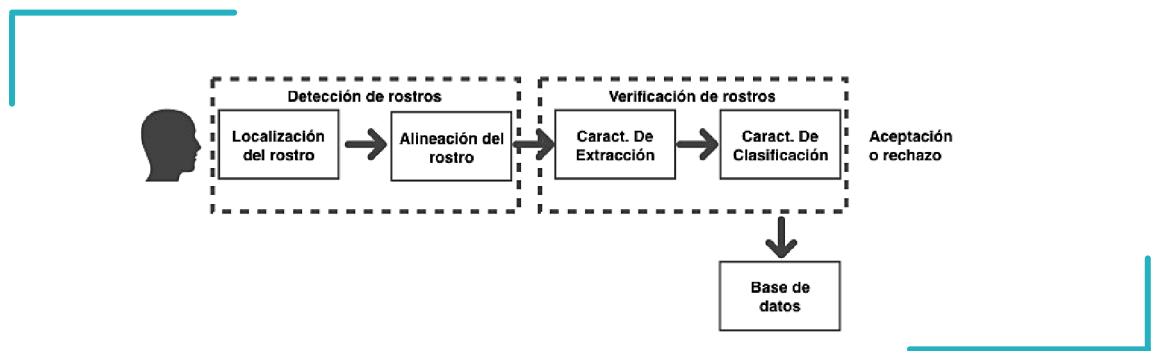 Detección de rostros
Localización
del rostro
Alineación del
rostro
Verificación de rostros
Caract. De
Extracción
Caract. De
Clasificación
Aceptación
o rechazo
Base de
datos